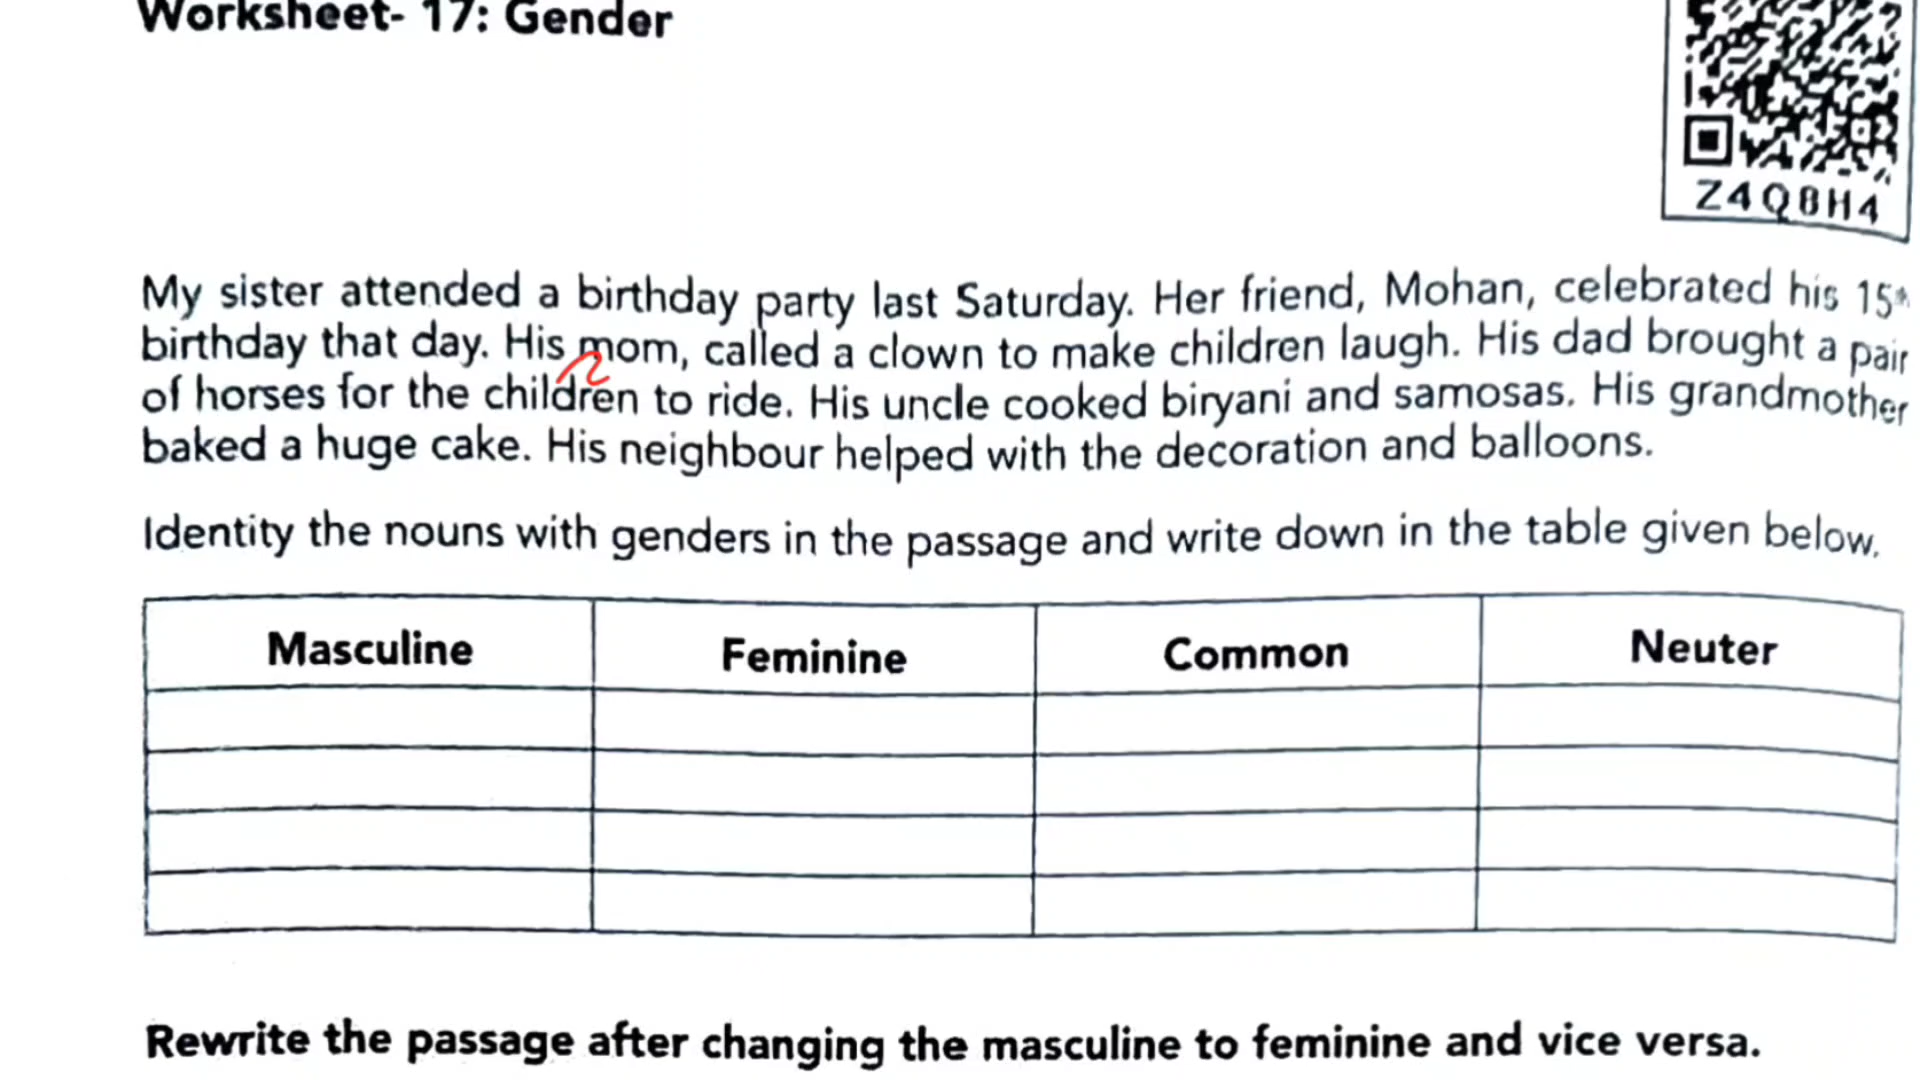 Worksheet- 17: Gender
Z4Q8H4
My sister attended a birthday party last Saturday. Her friend, Mohan, celebrated his 15th
birthday that day. His mom, called a clown to make children laugh. His dad brought a pair
of horses for the children to ride. His uncle cooked biryani and samosas. His grandmother
baked a huge cake. His neighbour helped with the decoration and balloons.
Identity the nouns with genders in the passage and write down in the table given below.
Masculine Feminine Common Neuter
Rewrite the passage after changing the masculine to feminine and vice versa.